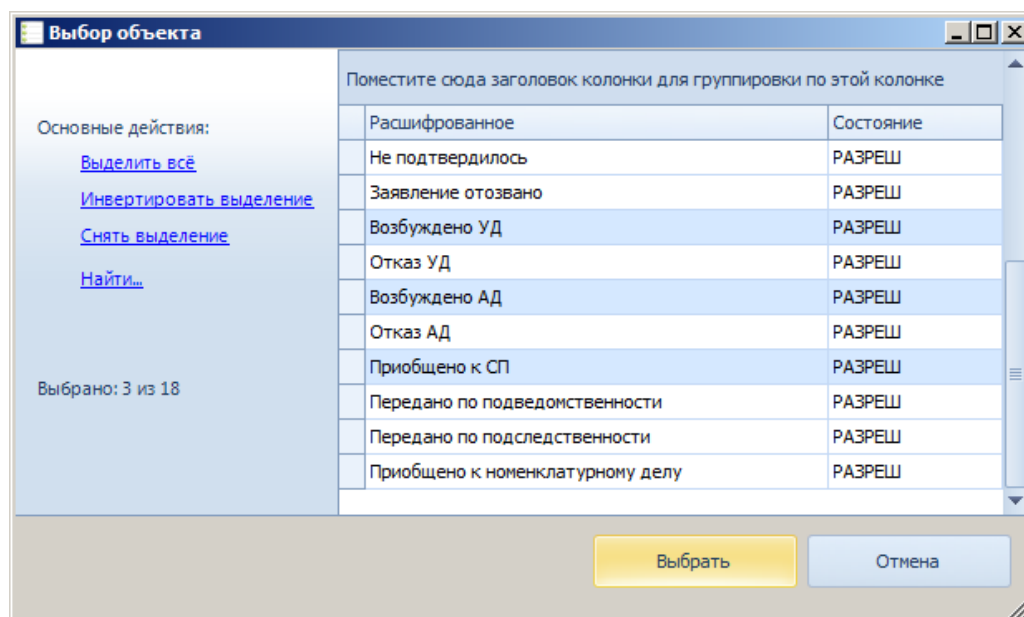 Выбор объекта
Основные действия:
Выделить всё
Инвертировать выделение
Снять выделение
Найти...
Выбрано: 3 из 18
Поместите сюда заголовок колонки для группировки по этой колонке
Расшифрованное Состояние
Не подтвердилось РАЗРЕШ
Заявление отозвано РАЗРЕШ
Возбуждено УД РАЗРЕШ
Отказ УД РАЗРЕШ
Возбуждено АД РАЗРЕШ
Отказ АД РАЗРЕШ
Приобщено к СП РАЗРЕШ
Передано по подведомственности РАЗРЕШ
Передано по подследственности РАЗРЕШ
Приобщено к номенклатурному делу РАЗРЕШ
Выбрать Отмена